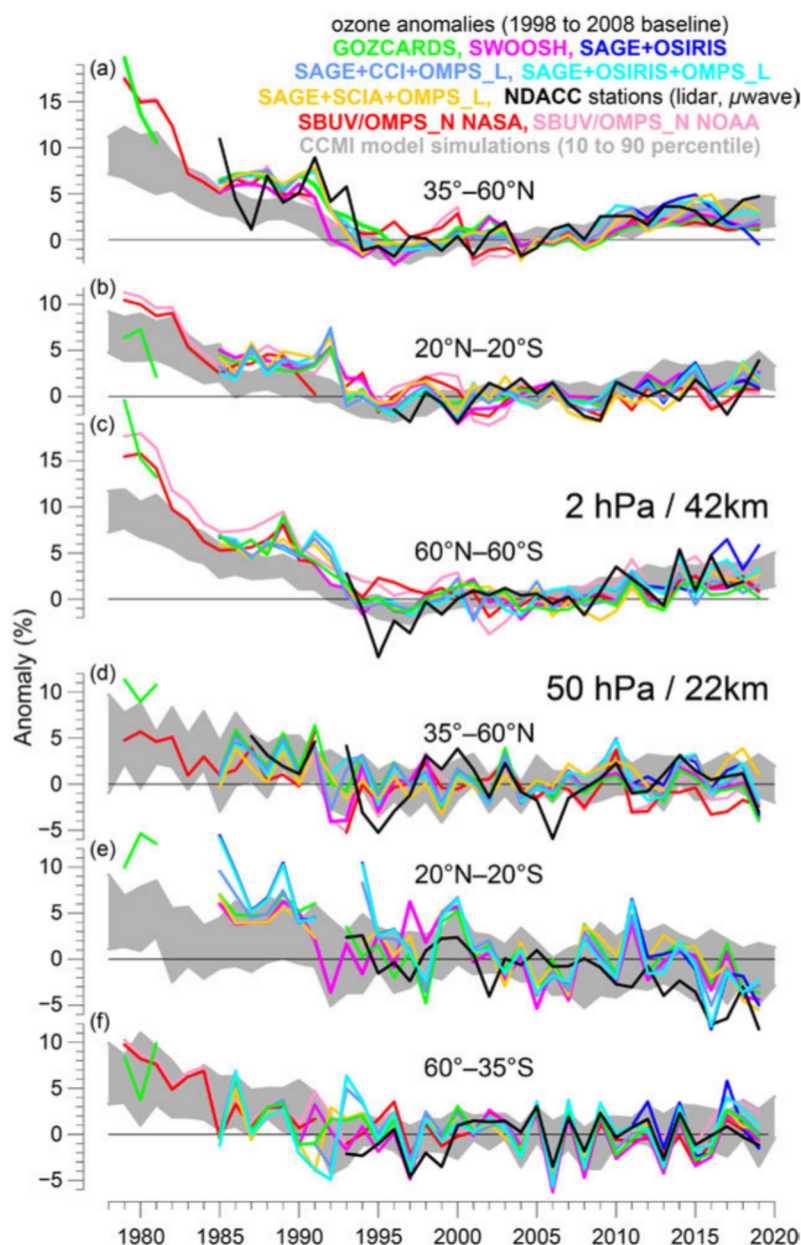 ozone anomalies (1998 to 2008 baseline)
GOZCARDS, SWOOSH, SAGE+OSIRIS
SAGE+CCI+OMPS_L, SAGE+OSIRIS+OMPS_L
SAGE+SCIA+OMPS_L, NDACC stations (lidar, μwave)
SBUV/OMPS_N NASA, SBUV/OMPS_N NOAA
CCMI model simulations (10 to 90 percentile)
(a)
15
10
5
0
35°–60°N
(b)
10
5
0
20°N–20°S
(c)
15
10
5
0
2 hPa / 42km
60°N–60°S
Anomaly (%)
(d)
10
5
0
−5
50 hPa / 22km
35°–60°N
(e)
10
5
0
−5
20°N–20°S
(f)
10
5
0
−5
60°–35°S
1980 1985 1990 1995 2000 2005 2010 2015 2020